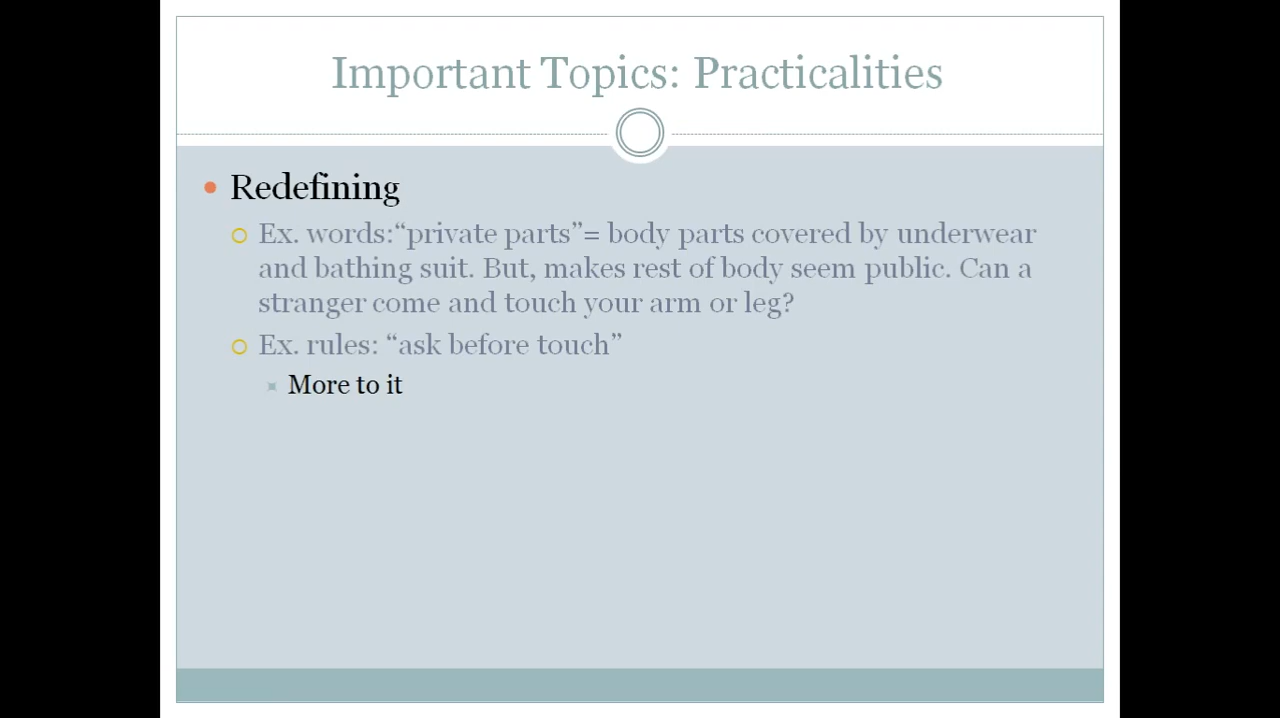 Important Topics: Practicalities
Redefining
Ex. words:“private parts”= body parts covered by underwear
and bathing suit. But, makes rest of body seem public. Can a
stranger come and touch your arm or leg?
Ex. rules: “ask before touch”
More to it